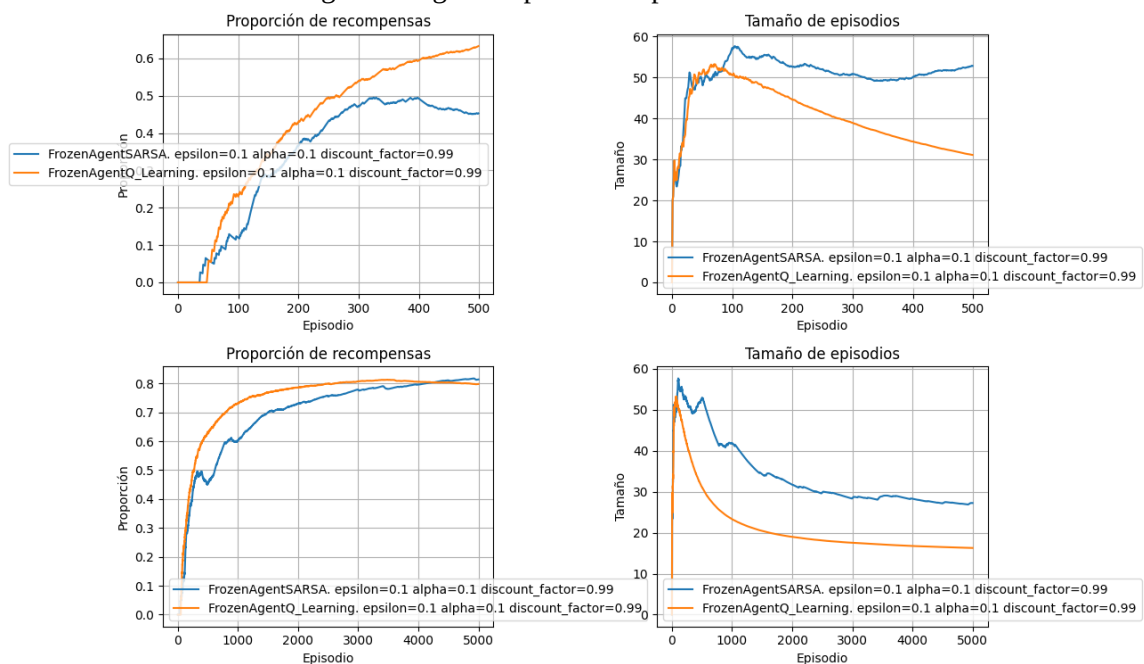 Proporción de recompensas
0.6
0.5
0.4
0.3
0.2
0.1
0.0
Proporción
FrozenAgentSARSA. epsilon=0.1 alpha=0.1 discount_factor=0.99
FrozenAgentQ_Learning. epsilon=0.1 alpha=0.1 discount_factor=0.99
0 100 200 300 400 500
Episodio
Tamaño de episodios
60
50
40
30
20
10
0
Tamaño
FrozenAgentSARSA. epsilon=0.1 alpha=0.1 discount_factor=0.99
FrozenAgentQ_Learning. epsilon=0.1 alpha=0.1 discount_factor=0.99
0 100 200 300 400 500
Episodio
Proporción de recompensas
0.8
0.7
0.6
0.5
0.4
0.3
0.2
0.1
0.0
Proporción
FrozenAgentSARSA. epsilon=0.1 alpha=0.1 discount_factor=0.99
FrozenAgentQ_Learning. epsilon=0.1 alpha=0.1 discount_factor=0.99
0 1000 2000 3000 4000 5000
Episodio
Tamaño de episodios
60
50
40
30
20
10
0
Tamaño
FrozenAgentSARSA. epsilon=0.1 alpha=0.1 discount_factor=0.99
FrozenAgentQ_Learning. epsilon=0.1 alpha=0.1 discount_factor=0.99
0 1000 2000 3000 4000 5000
Episodio